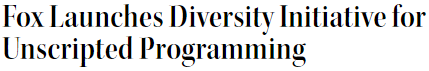 Fox Launches Diversity Initiative for
Unscripted Programming